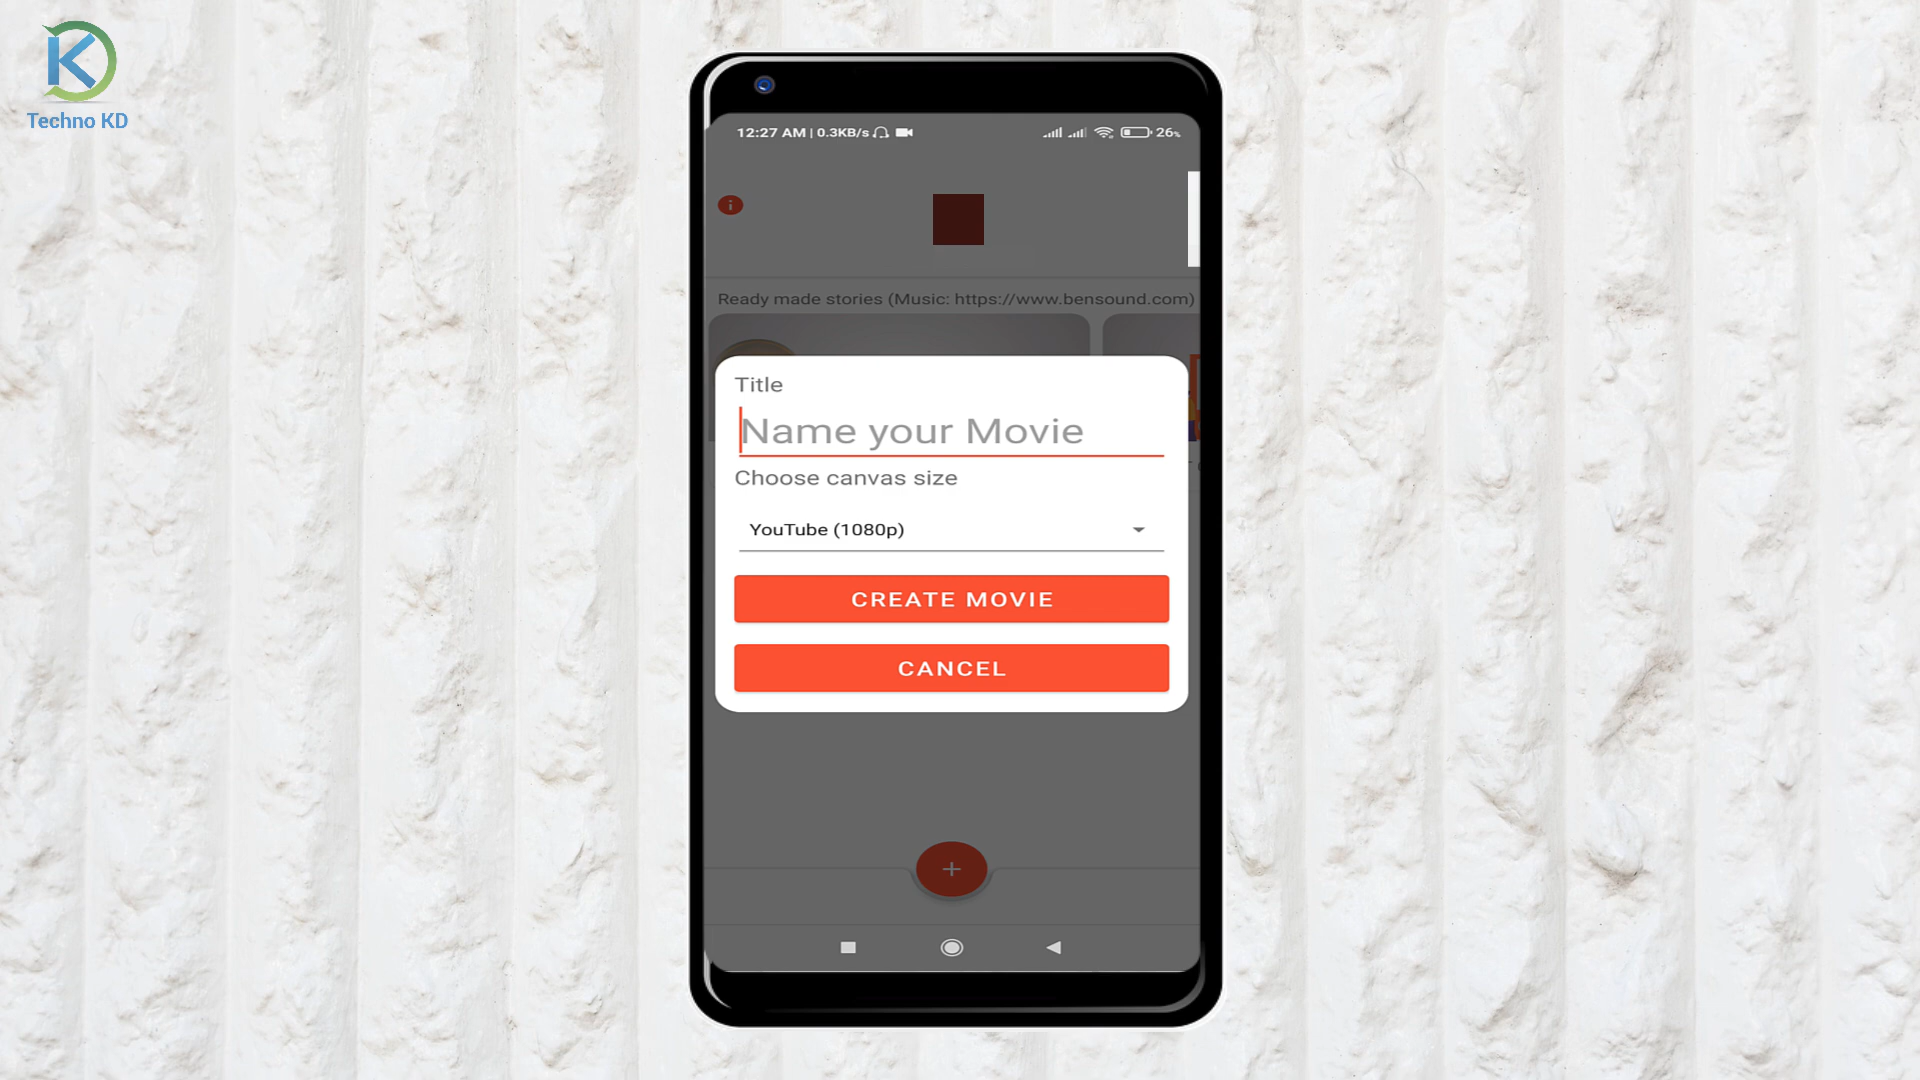 Techno KD
12:27 AM | 0.3KB/s
26%
Ready made stories (Music: https://www.bensound.com)
Title
Name your Movie
Choose canvas size
YouTube (1080p)
CREATE MOVIE
CANCEL